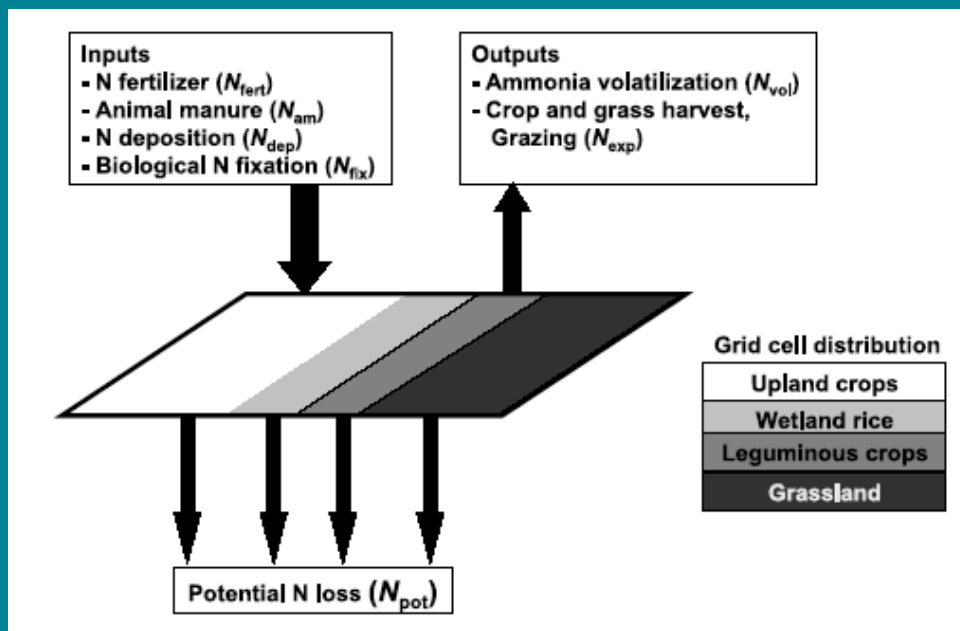 Inputs
- N fertilizer (Nfert)
- Animal manure (Nam)
- N deposition (Ndep)
- Biological N fixation (Nfix)
Outputs
- Ammonia volatilization (Nvol)
- Crop and grass harvest,
Grazing (Nexp)
Grid cell distribution
Upland crops
Wetland rice
Leguminous crops
Grassland
Potential N loss (Npot)